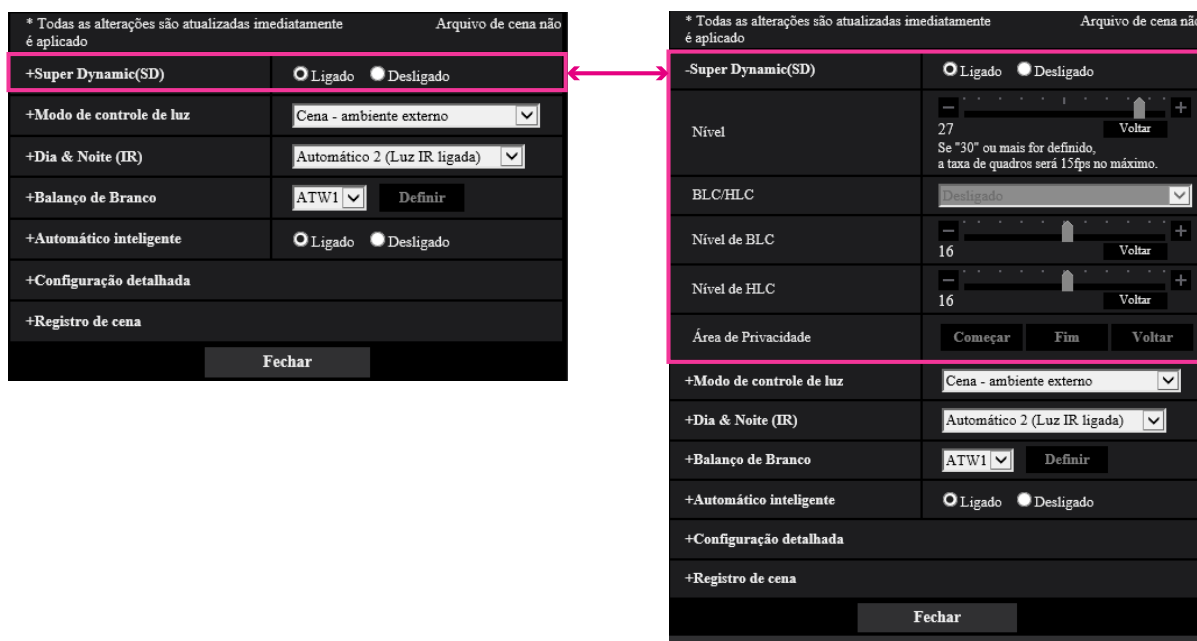 * Todas as alterações são atualizadas imediatamente Arquivo de cena não
é aplicado
+Super Dynamic(SD) Ligado Desligado
+Modo de controle de luz Cena - ambiente externo
+Dia & Noite (IR) Automático 2 (Luz IR ligada)
+Balanço de Branco ATW1 Definir
+Automático inteligente Ligado Desligado
+Configuração detalhada
+Registro de cena
Fechar
* Todas as alterações são atualizadas imediatamente Arquivo de cena não
é aplicado
-Super Dynamic(SD) Ligado Desligado
Nível - +
27 Voltar
Se "30" ou mais for definido,
a taxa de quadros será 15fps no máximo.
BLC/HLC Desligado
Nível de BLC - +
16 Voltar
Nível de HLC - +
16 Voltar
Área de Privacidade Começar Fim Voltar
+Modo de controle de luz Cena - ambiente externo
+Dia & Noite (IR) Automático 2 (Luz IR ligada)
+Balanço de Branco ATW1 Definir
+Automático inteligente Ligado Desligado
+Configuração detalhada
+Registro de cena
Fechar